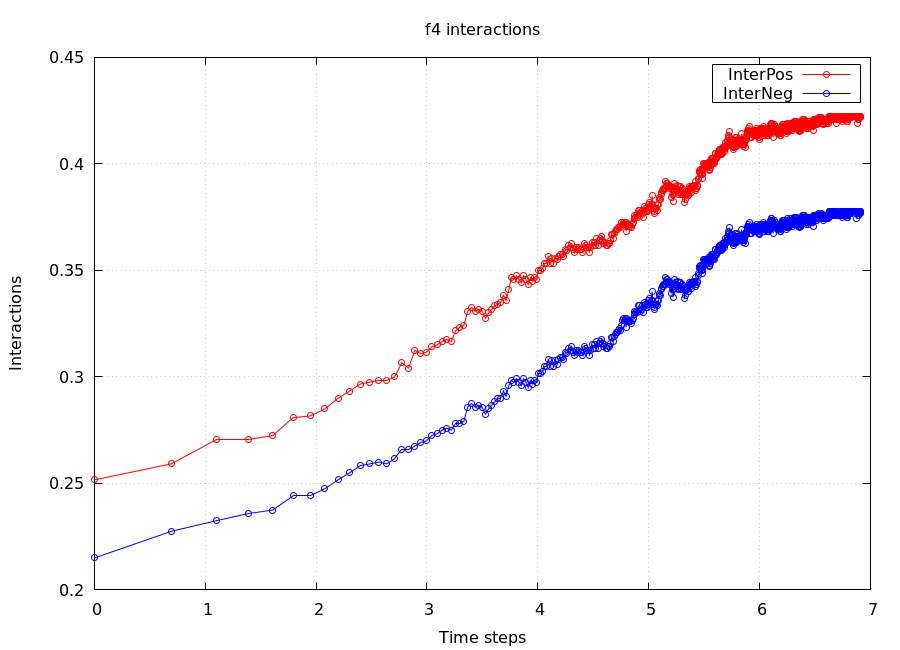 f4 interactions
InterPos
InterNeg
Interactions
0.45
0.4
0.35
0.3
0.25
0.2
0 1 2 3 4 5 6 7
Time steps